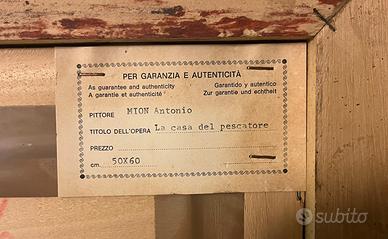 PER GARANZIA E AUTENTICITÀ
As guarantee and authenticity Garantido y autentico
A garantie et authenticité Zur garantie und echtheit
PITTORE MION Antonio
TITOLO DELL'OPERA La casa del pescatore
PREZZO
cm. 50X60
subito